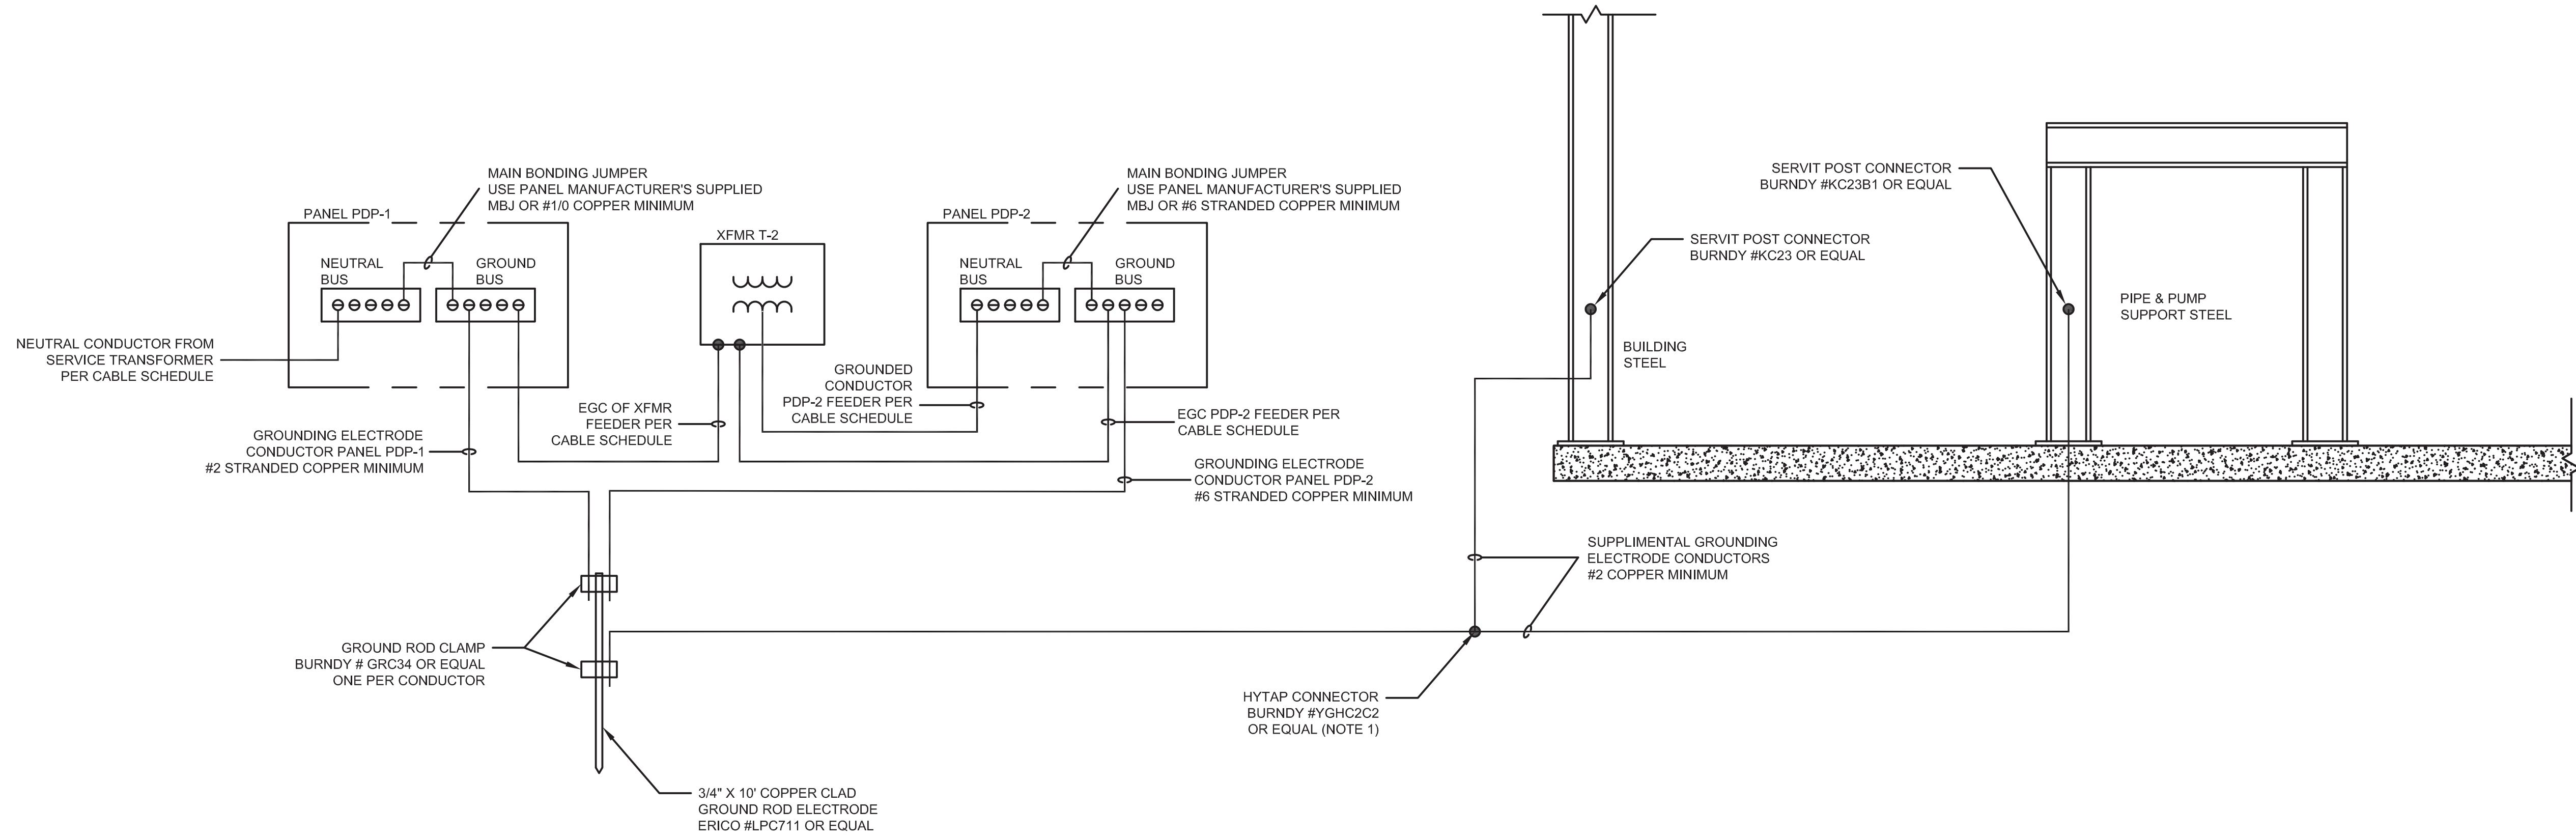 MAIN BONDING JUMPER
USE PANEL MANUFACTURER'S SUPPLIED
MBJ OR #1/0 COPPER MINIMUM
PANEL PDP-1
NEUTRAL
BUS
GROUND
BUS
NEUTRAL CONDUCTOR FROM
SERVICE TRANSFORMER
PER CABLE SCHEDULE
GROUNDING ELECTRODE
CONDUCTOR PANEL PDP-1
#2 STRANDED COPPER MINIMUM
XFMR T-2
EGC OF XFMR
FEEDER PER
CABLE SCHEDULE
GROUNDED
CONDUCTOR
PDP-2 FEEDER PER
CABLE SCHEDULE
MAIN BONDING JUMPER
USE PANEL MANUFACTURER'S SUPPLIED
MBJ OR #6 STRANDED COPPER MINIMUM
PANEL PDP-2
NEUTRAL
BUS
GROUND
BUS
EGC PDP-2 FEEDER PER
CABLE SCHEDULE
GROUNDING ELECTRODE
CONDUCTOR PANEL PDP-2
#6 STRANDED COPPER MINIMUM
SERVIT POST CONNECTOR
BURNDY #KC23B1 OR EQUAL
SERVIT POST CONNECTOR
BURNDY #KC23 OR EQUAL
BUILDING
STEEL
PIPE & PUMP
SUPPORT STEEL
SUPPLIMENTAL GROUNDING
ELECTRODE CONDUCTORS
#2 COPPER MINIMUM
GROUND ROD CLAMP
BURNDY # GRC34 OR EQUAL
ONE PER CONDUCTOR
HYTAP CONNECTOR
BURNDY #YGHC2C2
OR EQUAL (NOTE 1)
3/4" X 10' COPPER CLAD
GROUND ROD ELECTRODE
ERICO #LPC711 OR EQUAL